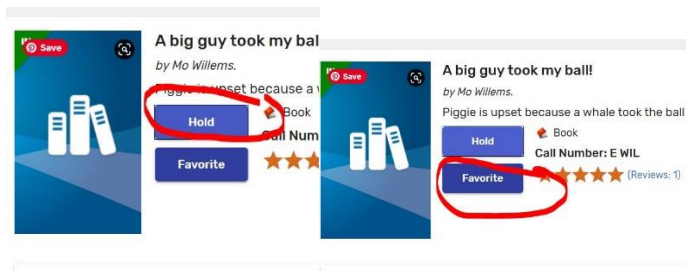 Save
A big guy took my bal
by Mo Willems.
Piggie is upset because a
Hold
Book
Call Num
Favorite
Save
A big guy took my ball!
by Mo Willems.
Piggie is upset because a whale took the ball
Hold
Book
Call Number: E WIL
Favorite
(Reviews: 1)